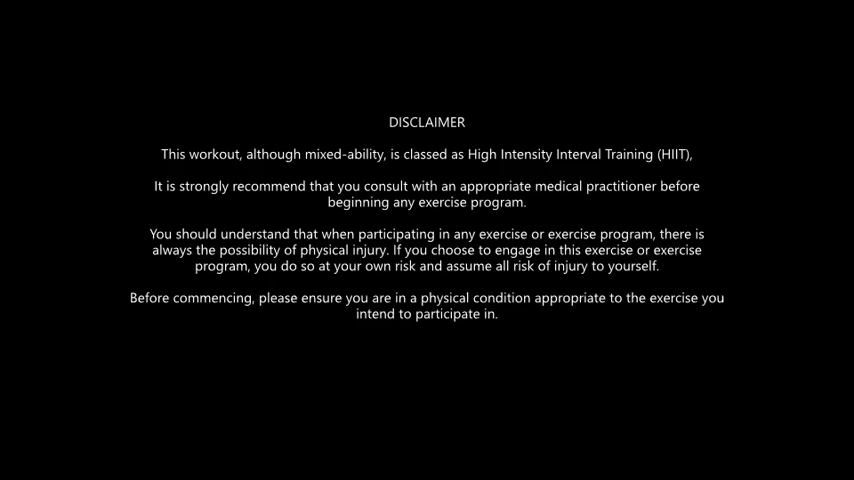 DISCLAIMER
This workout, although mixed-ability, is classed as High Intensity Interval Training (HIIT),
It is strongly recommend that you consult with an appropriate medical practitioner before
beginning any exercise program.
You should understand that when participating in any exercise or exercise program, there is
always the possibility of physical injury. If you choose to engage in this exercise or exercise
program, you do so at your own risk and assume all risk of injury to yourself.
Before commencing, please ensure you are in a physical condition appropriate to the exercise you
intend to participate in.